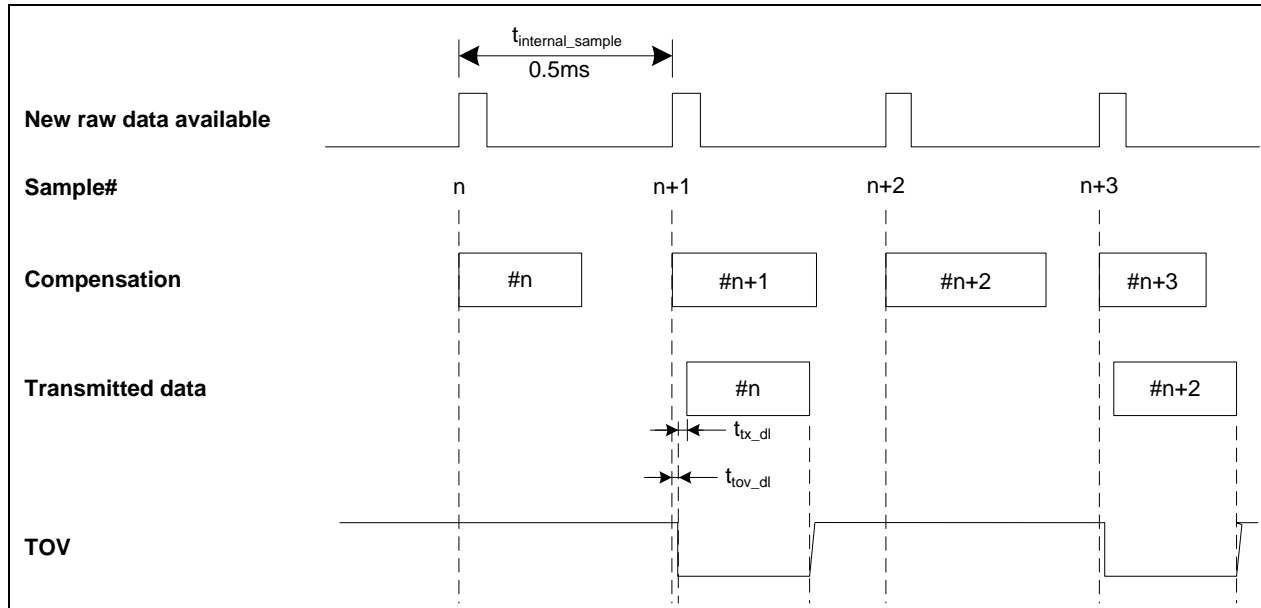 t_internal_sample
0.5ms
New raw data available
Sample# n n+1 n+2 n+3
Compensation #n #n+1 #n+2 #n+3
Transmitted data #n #n+2
t_tx_dl
t_tov_dl
TOV